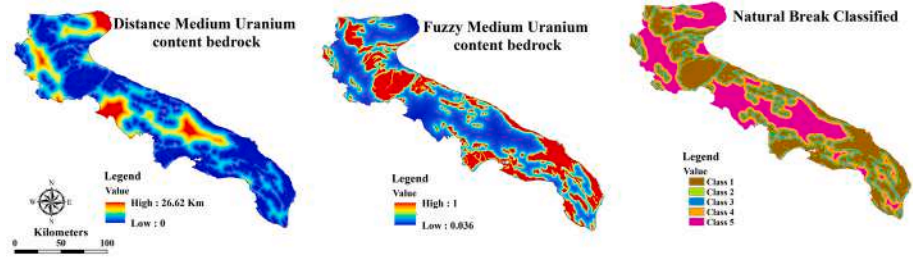 Distance Medium Uranium
content bedrock
N
W
E
S
Kilometers
0
50
100
Legend
Value
High : 26.62 Km
Low : 0
Fuzzy Medium Uranium
content bedrock
Legend
Value
High : 1
Low : 0.036
Natural Break Classified
Legend
Value
Class 1
Class 2
Class 3
Class 4
Class 5